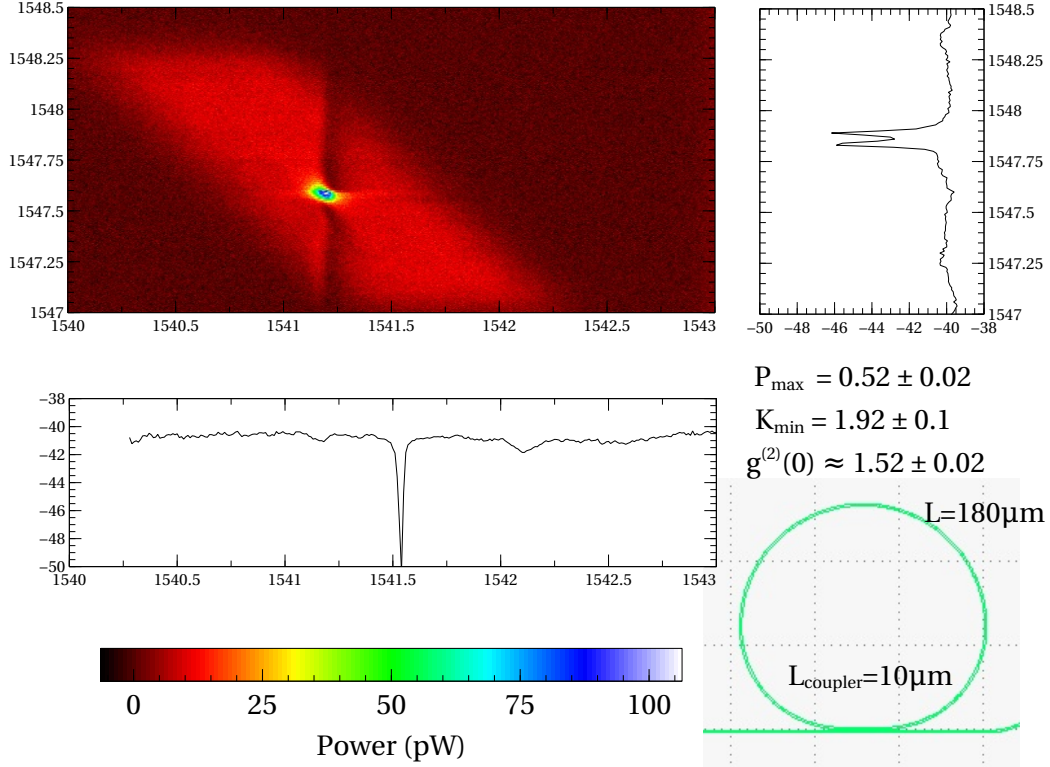 1548.5
1548.25
1548
1547.75
1547.5
1547.25
1547
1540 1540.5 1541 1541.5 1542 1542.5 1543
1548.5
1548.25
1548
1547.75
1547.5
1547.25
1547
−50 −48 −46 −44 −42 −40 −38
P_max = 0.52 ± 0.02
K_min = 1.92 ± 0.1
g^(2)(0) ≈ 1.52 ± 0.02
−38
−40
−42
−44
−46
−48
−50
1540 1540.5 1541 1541.5 1542 1542.5 1543
L=180μm
L_coupler=10μm
0 25 50 75 100
Power (pW)